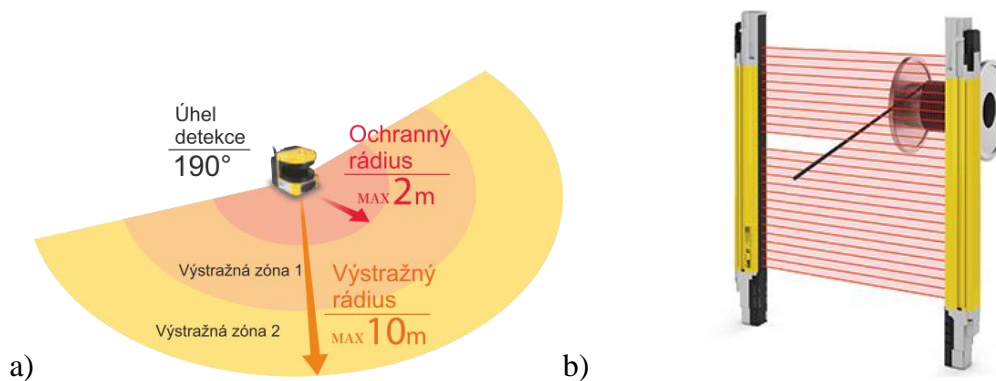 Úhel
detekce
190°
Ochranný
rádius
MAX 2m
Výstražná zóna 1
Výstražný
rádius
MAX 10m
Výstražná zóna 2
a)
b)